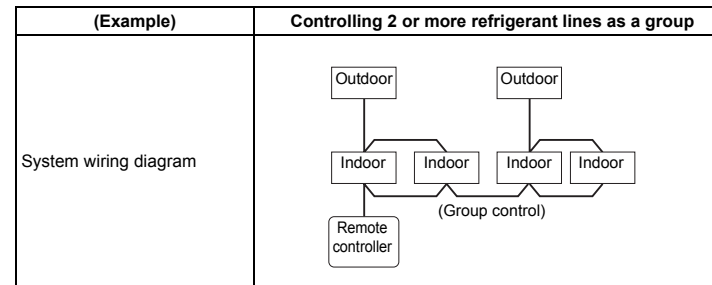 (Example)
Controlling 2 or more refrigerant lines as a group
System wiring diagram
Outdoor
Outdoor
Indoor
Indoor
Indoor
Indoor
(Group control)
Remote
controller